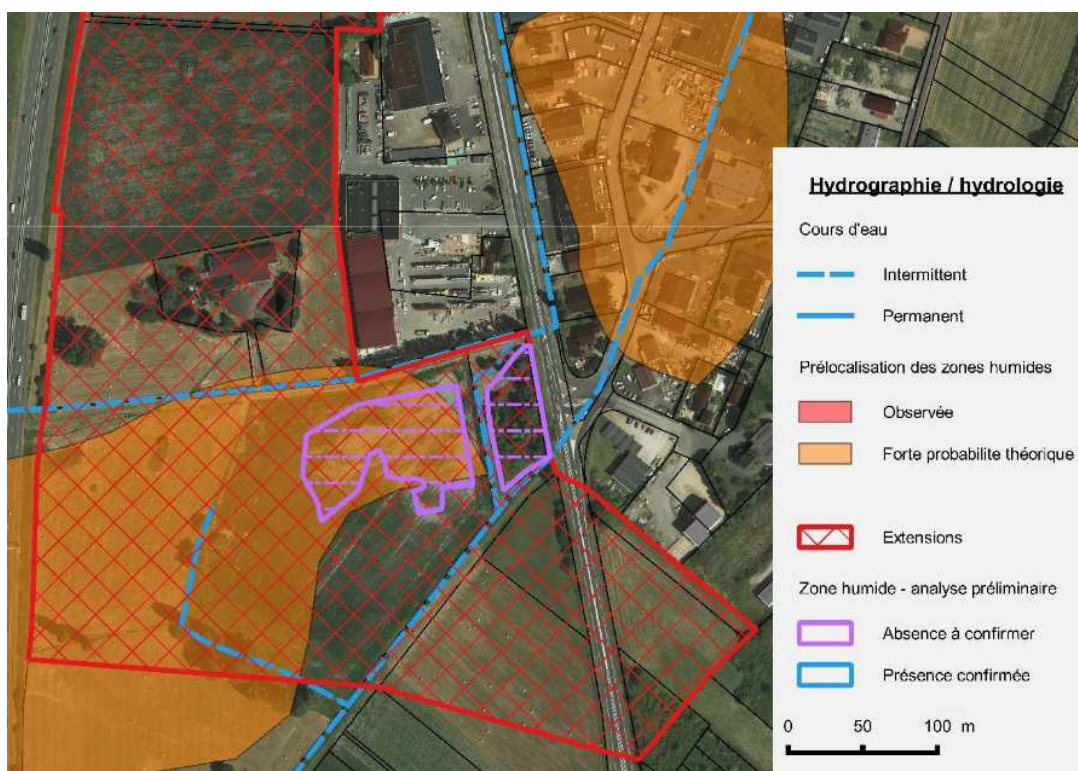 Hydrographie / hydrologie
Cours d'eau
Intermittent
Permanent
Prélocalisation des zones humides
Observée
Forte probabilite théorique
Extensions
Zone humide - analyse préliminaire
Absence à confirmer
Présence confirmée
0 50 100 m